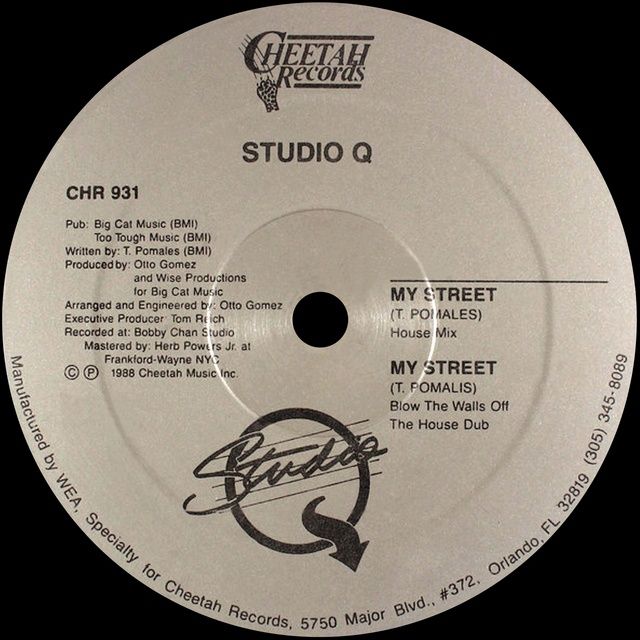 CHEETAH
Records
STUDIO Q
CHR 931
Pub: Big Cat Music (BMI)
Too Tough Music (BMI)
Written by: T. Pomales (BMI)
Produced by: Otto Gomez
and Wise Productions
for Big Cat Music
Arranged and Engineered by: Otto Gomez
Executive Producer Tom Reich
Recorded at: Bobby Chan Studio
Mastered by: Herb Powers Jr. at
Frankford-Wayne NYC
© ℗ 1988 Cheetah Music Inc.
MY STREET
(T. POMALES)
House Mix
MY STREET
(T. POMALIS)
Blow The Walls Off
The House Dub
Studio
Manufactured by WEA, Specialty for Cheetah Records, 5750 Major Blvd., #372, Orlando, FL 32819 (305) 345-8089